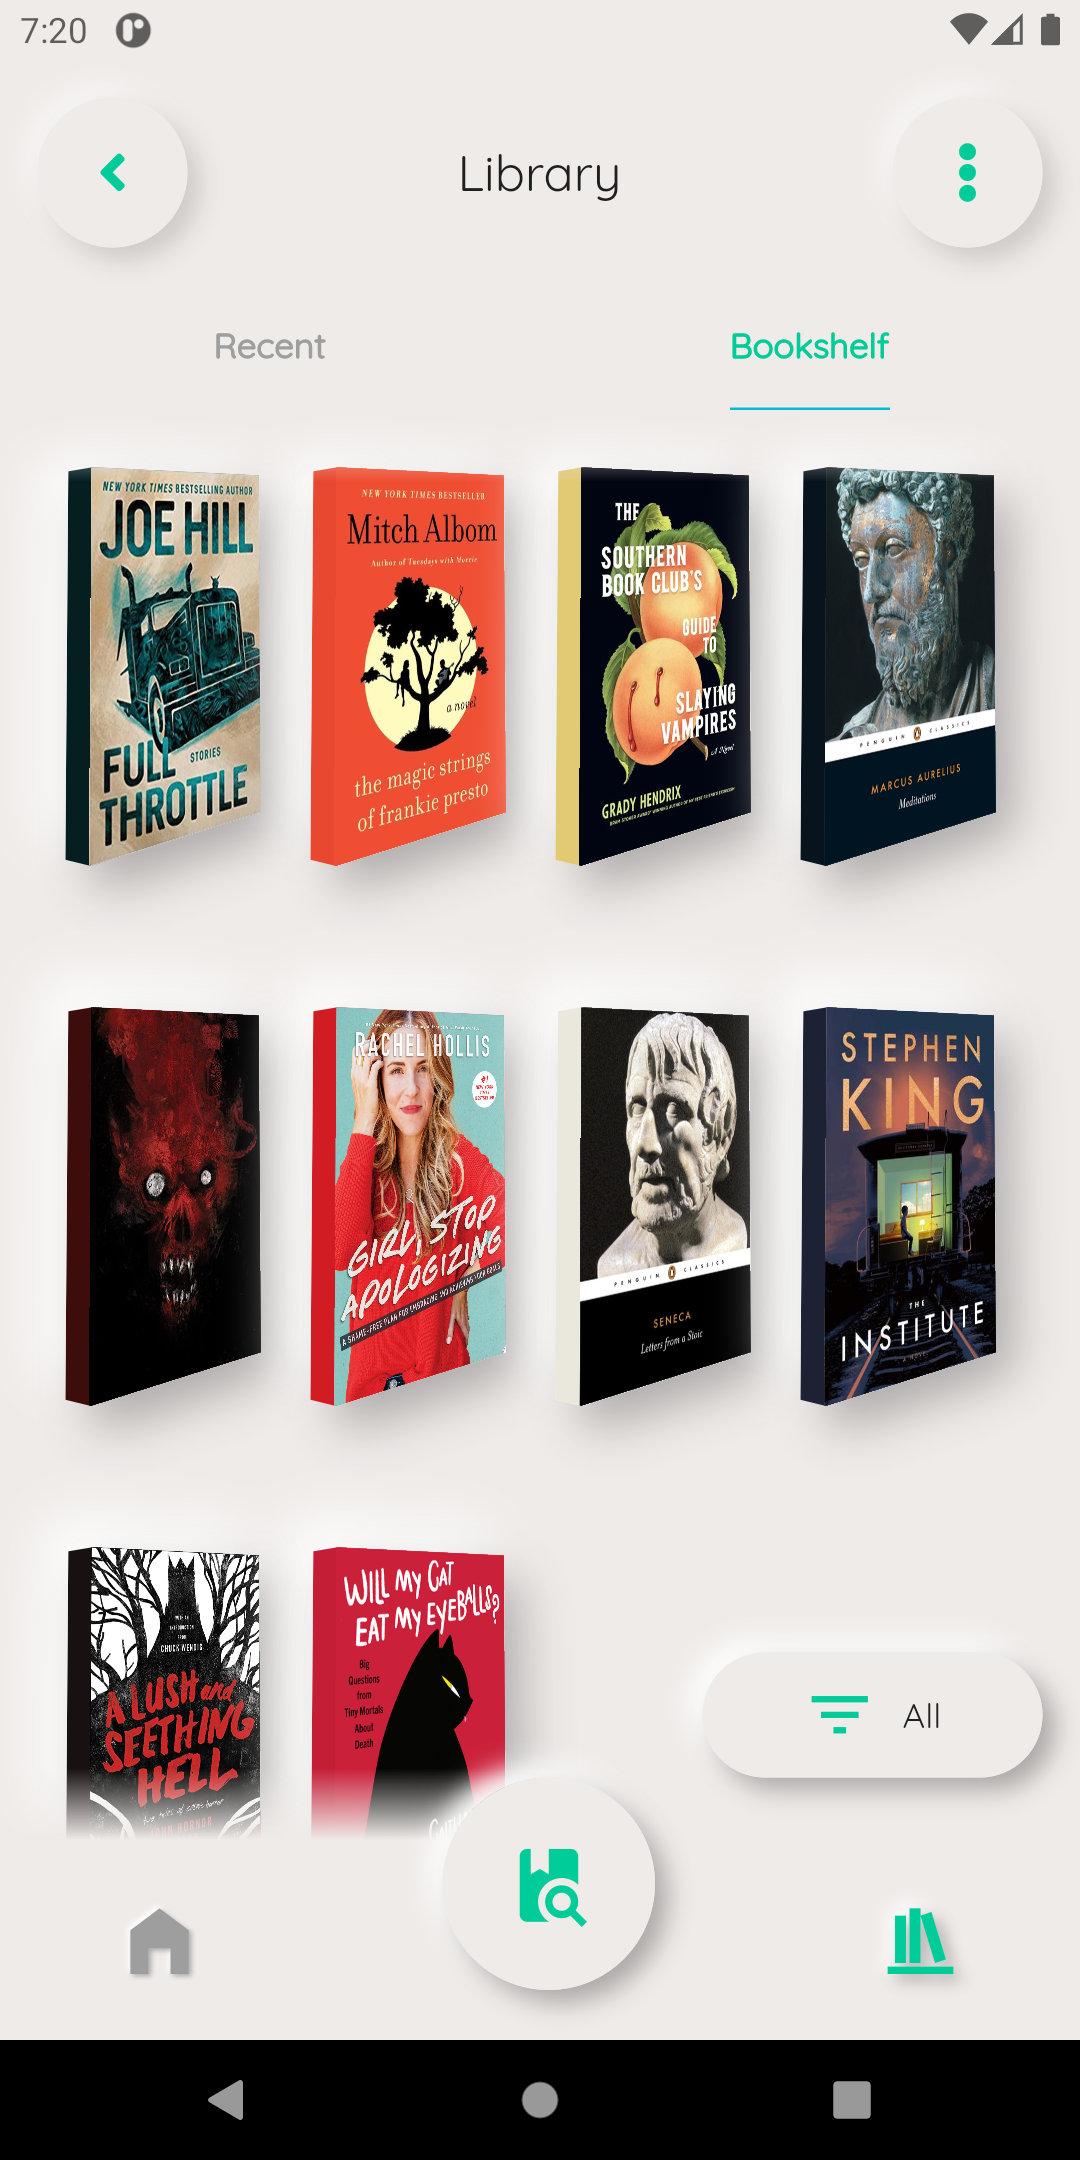 7:20
Library
Recent
Bookshelf
NEW YORK TIMES BESTSELLING AUTHOR
JOE HILL
FULL
STORIES
THROTTLE
NEW YORK TIMES BESTSELLER
Mitch Albom
Author of Tuesdays with Morrie
a novel
the magic strings
of frankie presto
THE
SOUTHERN
BOOK CLUB'S
GUIDE
TO
SLAYING
VAMPIRES
A Novel
GRADY HENDRIX
PENGUIN CLASSICS
MARCUS AURELIUS
Meditations
RACHEL HOLLIS
#1
NEW YORK
TIMES
BESTSELLER
GIRL, STOP
APOLOGIZING
A SHAME-FREE PLAN FOR EMBRACING AND ACHIEVING YOUR GOALS
PENGUIN CLASSICS
SENECA
Letters from a Stoic
STEPHEN
KING
THE
INSTITUTE
A NOVEL
WITH AN
INTRODUCTION
FROM
CHUCK WENDIG
A LUSH and
SEETHING
HELL
two tales of cosmic horror
WILL MY CAT
EAT MY EYEBALLS?
Big
Questions
from
Tiny Mortals
About
Death
All